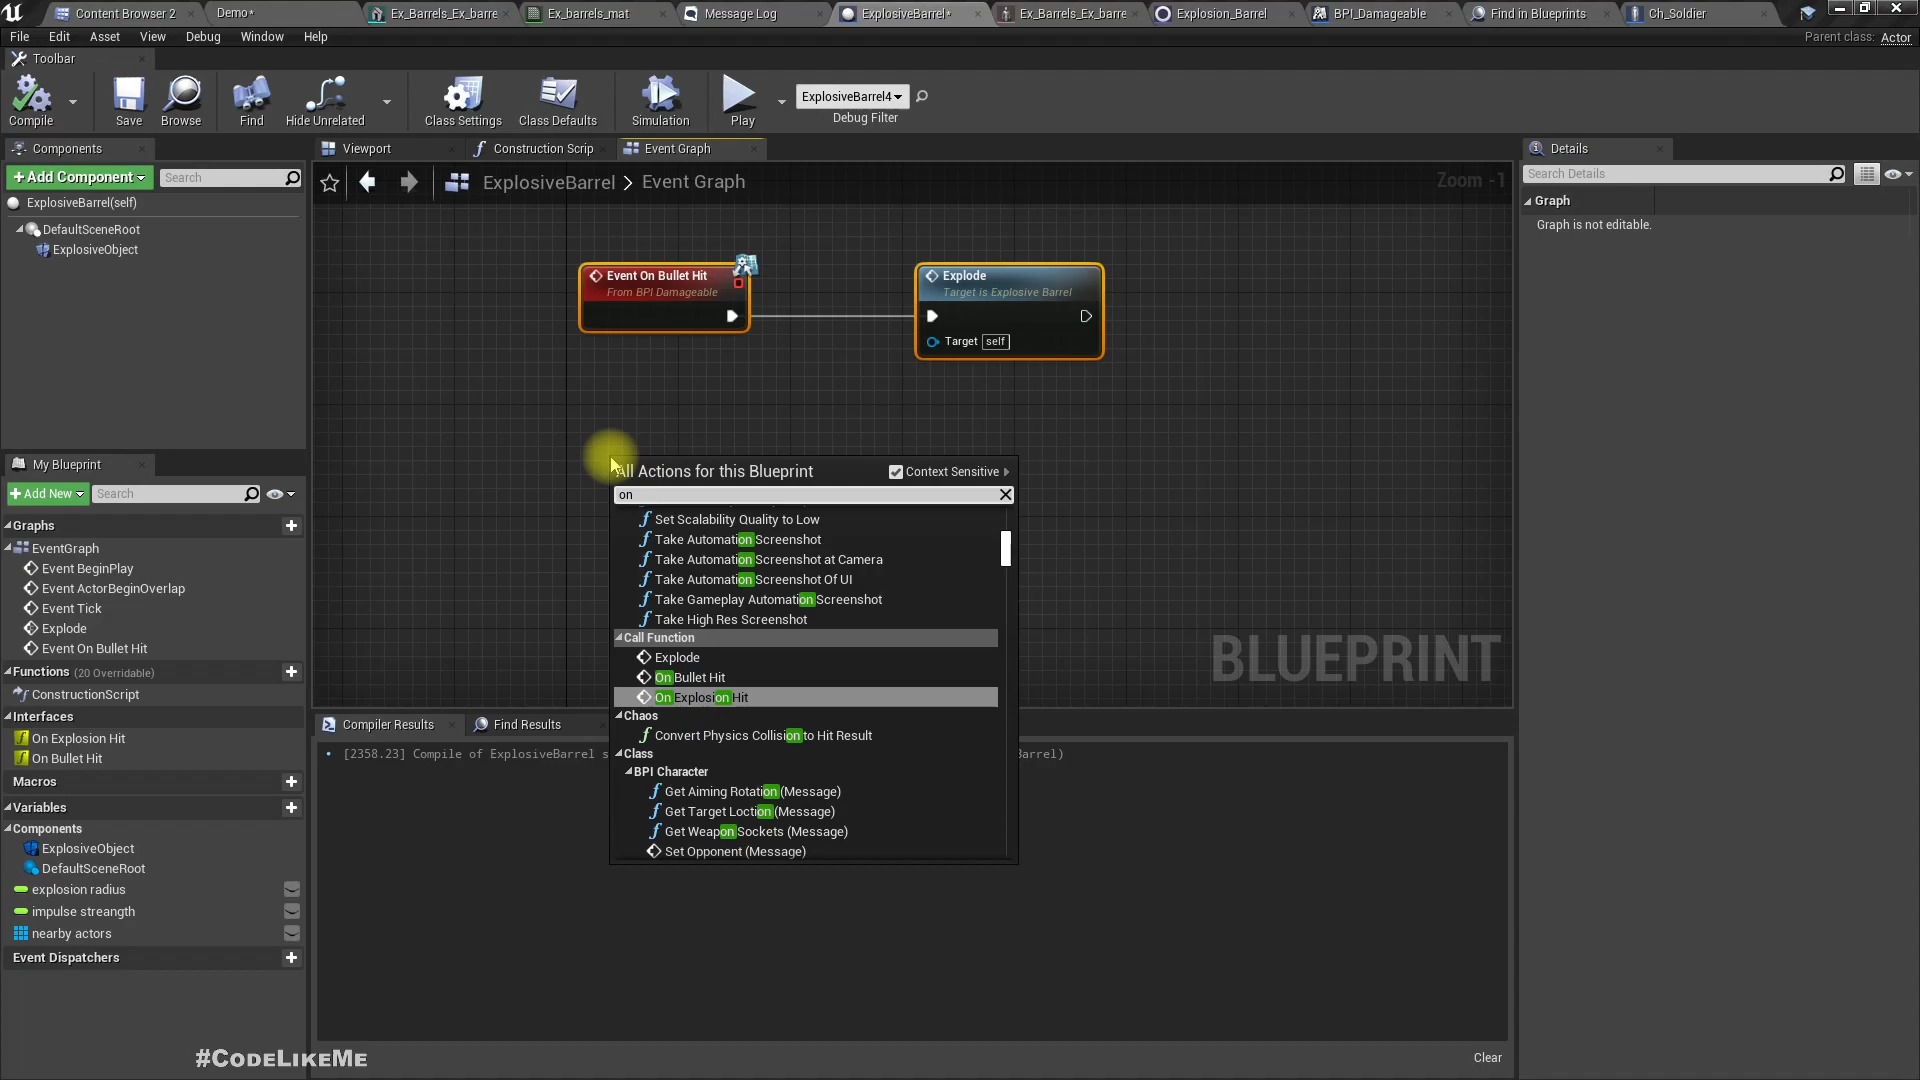 Content Browser 2
Demo*
Ex_Barrels_Ex_barre
Ex_barrels_mat
Message Log
ExplosiveBarrel*
Ex_Barrels_Ex_barre
Explosion_Barrel
BPI_Damageable
Find in Blueprints
Ch_Soldier
File Edit Asset View Debug Window Help
Parent class: Actor
Toolbar
Compile
Save
Browse
Find
Hide Unrelated
Class Settings
Class Defaults
Simulation
Play
ExplosiveBarrel4
Debug Filter
Components
+Add Component
Search
ExplosiveBarrel(self)
DefaultSceneRoot
ExplosiveObject
Viewport
Construction Scrip
Event Graph
ExplosiveBarrel > Event Graph
Zoom -1
Event On Bullet Hit
From BPI Damageable
Explode
Target is Explosive Barrel
Target self
All Actions for this Blueprint
Context Sensitive
on
Set Scalability Quality to Low
Take Automation Screenshot
Take Automation Screenshot at Camera
Take Automation Screenshot Of UI
Take Gameplay Automation Screenshot
Take High Res Screenshot
Call Function
Explode
On Bullet Hit
On Explosion Hit
Chaos
Convert Physics Collision to Hit Result
Class
BPI Character
Get Aiming Rotation (Message)
Get Target Loction (Message)
Get Weapon Sockets (Message)
Set Opponent (Message)
BLUEPRINT
My Blueprint
+Add New
Search
Graphs
EventGraph
Event BeginPlay
Event ActorBeginOverlap
Event Tick
Explode
Event On Bullet Hit
Functions (20 Overridable)
ConstructionScript
Interfaces
On Explosion Hit
On Bullet Hit
Macros
Variables
Components
ExplosiveObject
DefaultSceneRoot
explosion radius
impulse streangth
nearby actors
Event Dispatchers
Compiler Results
Find Results
[2358.23] Compile of ExplosiveBarrel s
arrel)
Clear
Details
Search Details
Graph
Graph is not editable.
#CodeLikeMe